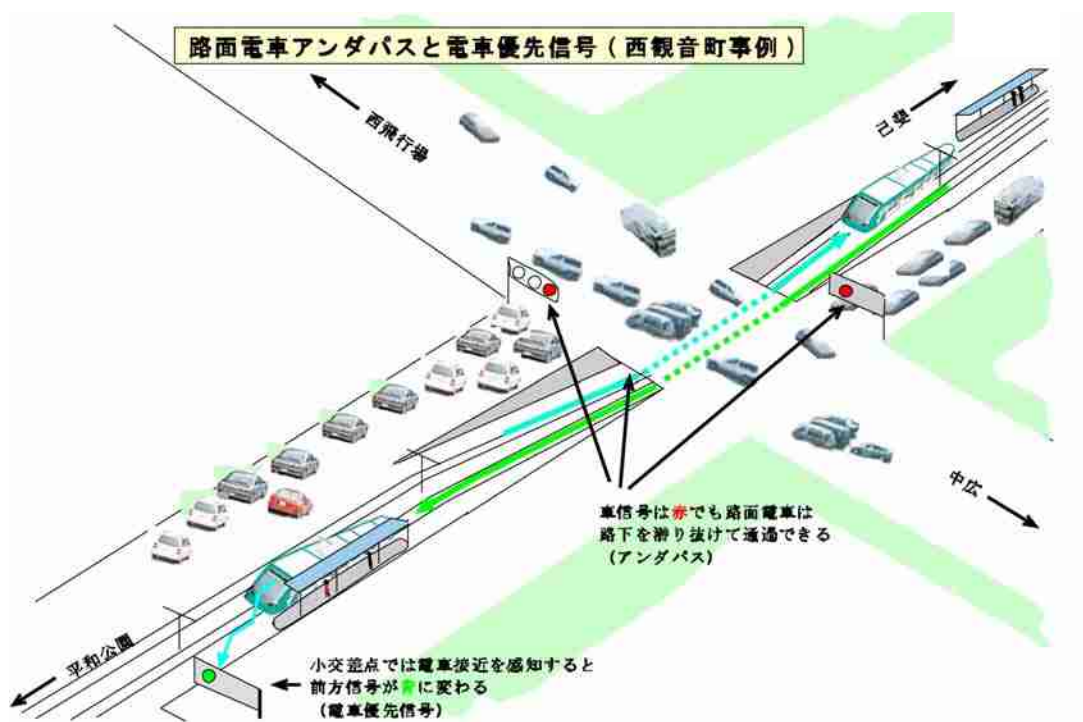 路面電車アンダパスと電車優先信号(西観音町事例)
西飛行場
己斐
中広
車信号は赤でも路面電車は
路下を潜り抜けて通過できる
(アンダパス)
平和公園
小交差点では電車接近を感知すると
前方信号が青に変わる
(電車優先信号)